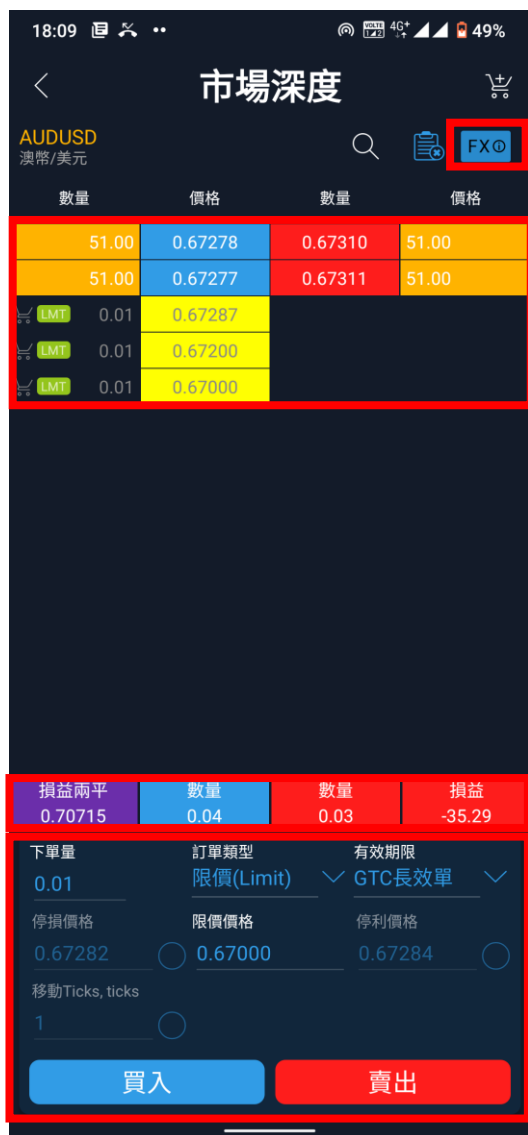 18:09 VOLTE 1 2 4G+ 49%
市場深度
AUDUSD FX
澳幣/美元
數量 價格 數量 價格
51.00 0.67278 0.67310 51.00
51.00 0.67277 0.67311 51.00
LMT 0.01 0.67287
LMT 0.01 0.67200
LMT 0.01 0.67000
損益兩平 數量 數量 損益
0.70715 0.04 0.03 -35.29
下單量 訂單類型 有效期限
0.01 限價(Limit) GTC長效單
停損價格 限價價格 停利價格
0.67282 0.67000 0.67284
移動Ticks, ticks
1
買入 賣出